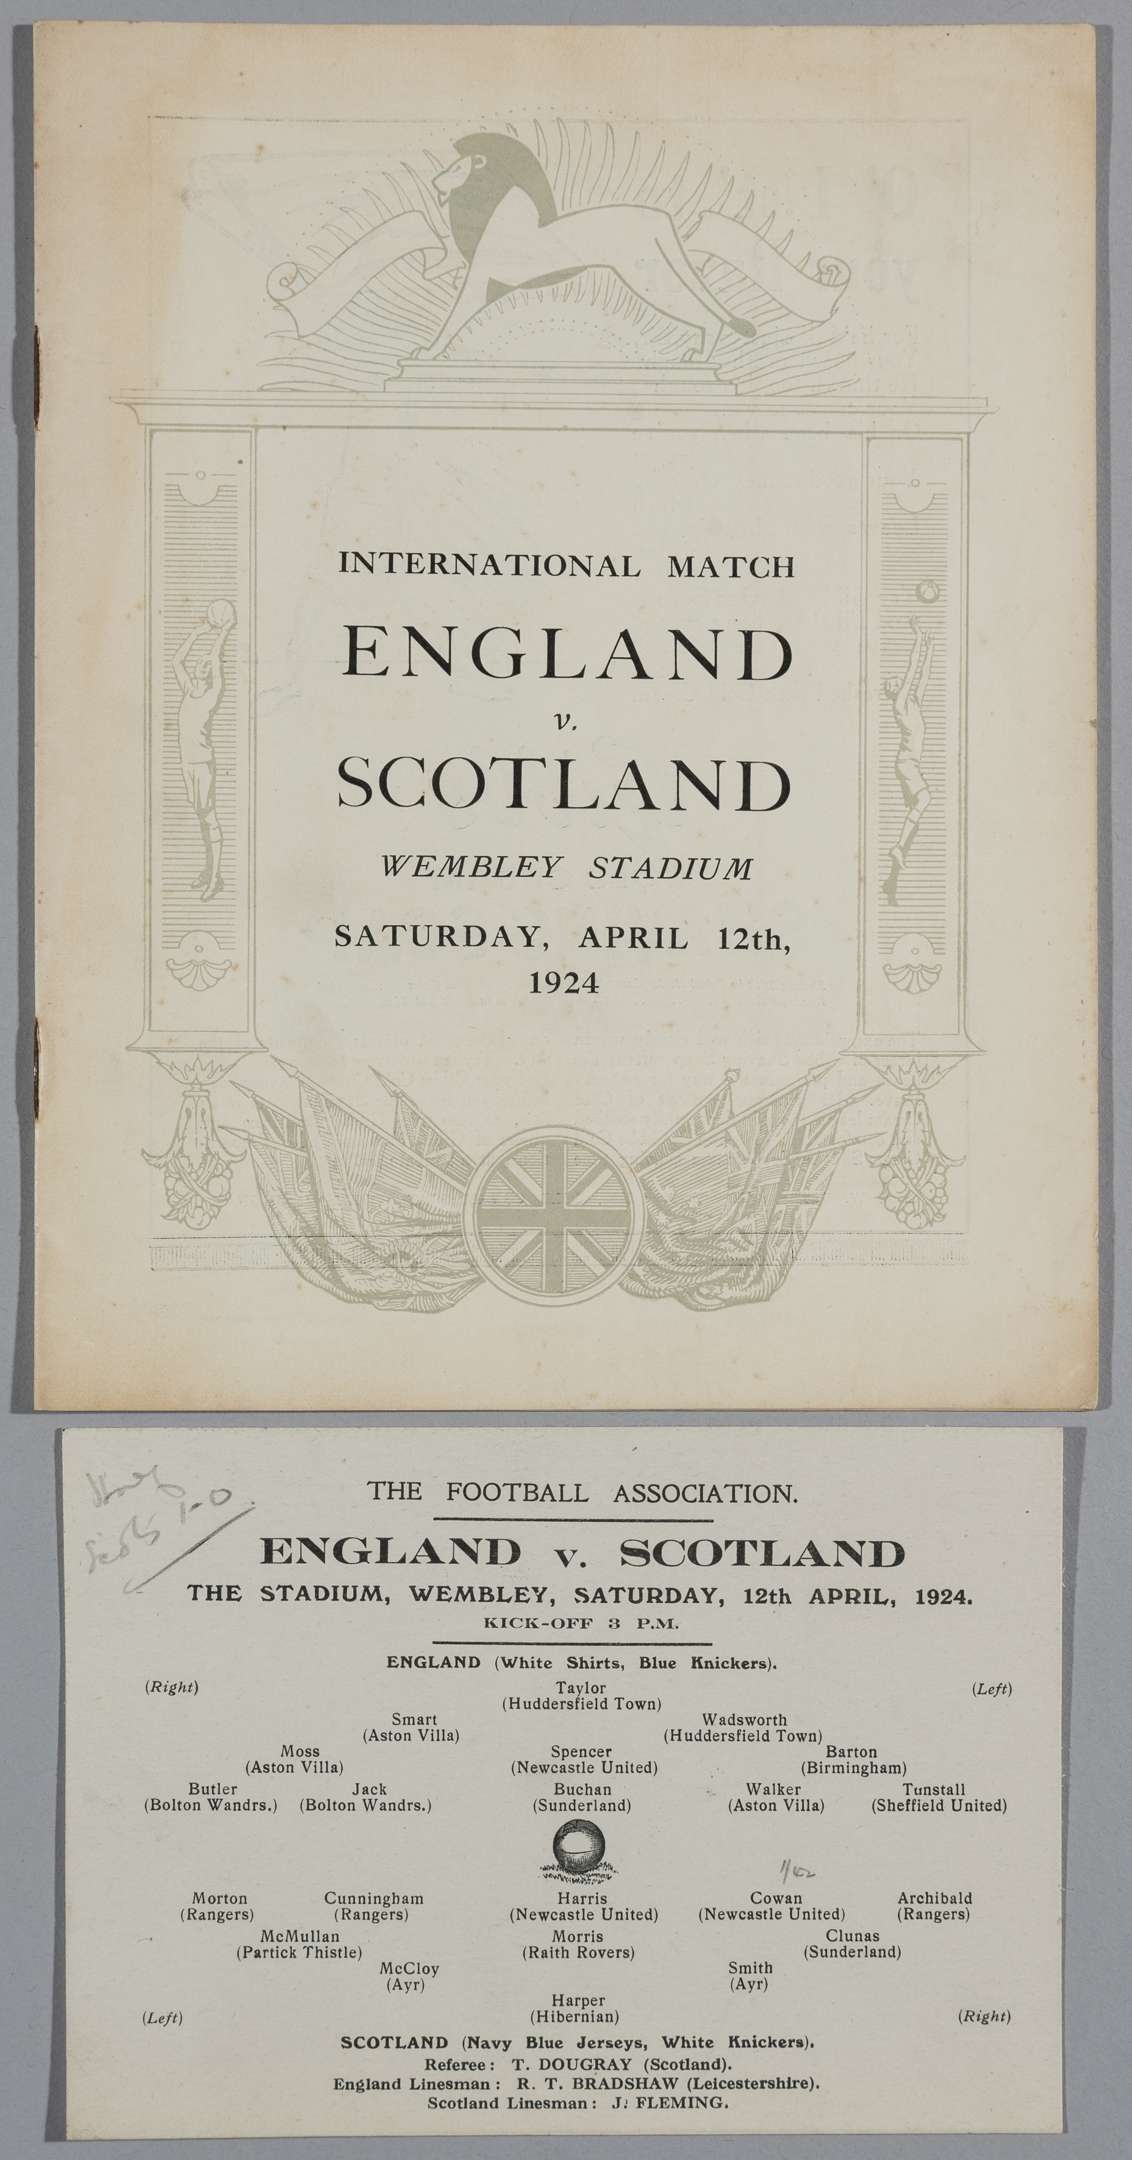 INTERNATIONAL MATCH
ENGLAND
v.
SCOTLAND
WEMBLEY STADIUM
SATURDAY, APRIL 12th,
1924
Scots 1-0
THE FOOTBALL ASSOCIATION.
ENGLAND v. SCOTLAND
THE STADIUM, WEMBLEY, SATURDAY, 12th APRIL, 1924.
KICK-OFF 3 P.M.
ENGLAND (White Shirts, Blue Knickers).
(Right) Taylor (Left)
(Huddersfield Town)
Smart Wadsworth
(Aston Villa) (Huddersfield Town)
Moss Spencer Barton
(Aston Villa) (Newcastle United) (Birmingham)
Butler Jack Buchan Walker Tunstall
(Bolton Wandrs.) (Bolton Wandrs.) (Sunderland) (Aston Villa) (Sheffield United)
Morton Cunningham Harris Cowan Archibald
(Rangers) (Rangers) (Newcastle United) (Newcastle United) (Rangers)
McMullan Morris Clunas
(Partick Thistle) (Raith Rovers) (Sunderland)
McCloy Smith
(Ayr) (Ayr)
Harper
(Left) (Hibernian) (Right)
SCOTLAND (Navy Blue Jerseys, White Knickers).
Referee: T. DOUGRAY (Scotland).
England Linesman: R. T. BRADSHAW (Leicestershire).
Scotland Linesman: J. FLEMING.